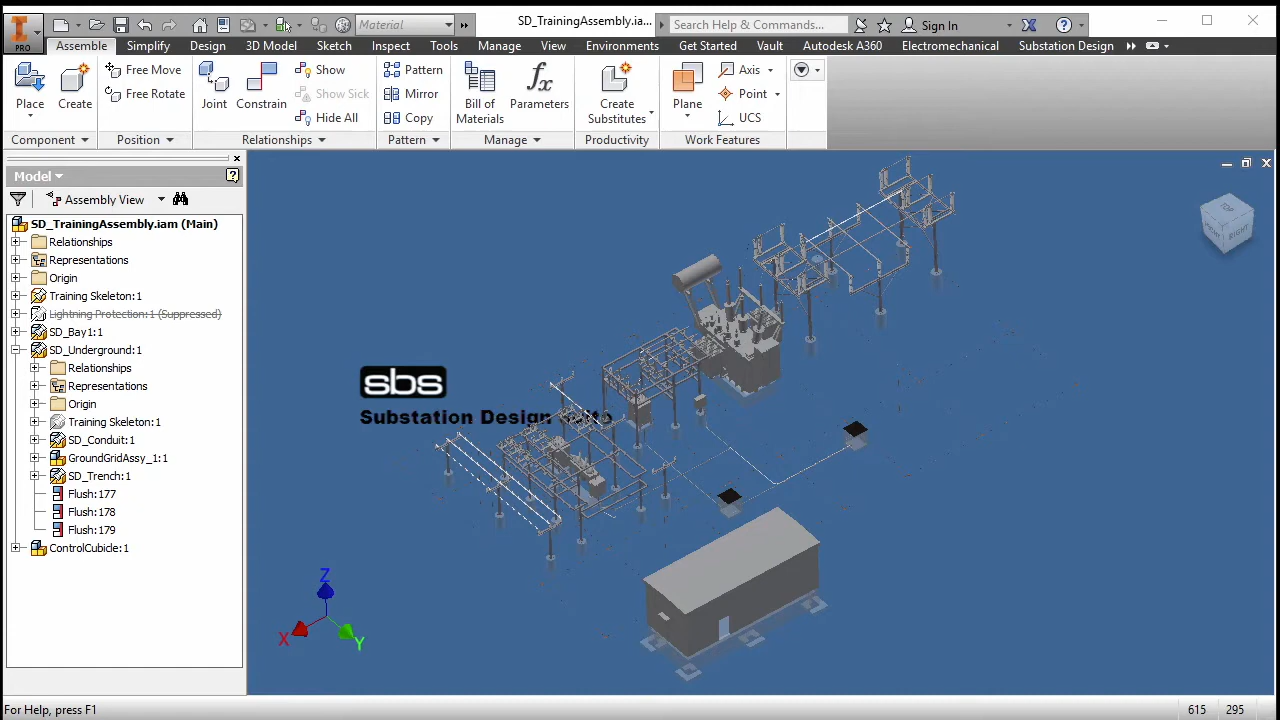 PRO
Material
SD_TrainingAssembly.ia...
Search Help & Commands...
Sign In
Assemble
Simplify
Design
3D Model
Sketch
Inspect
Tools
Manage
View
Environments
Get Started
Vault
Autodesk A360
Electromechanical
Substation Design
Place
Create
Free Move
Free Rotate
Joint
Constrain
Show
Show Sick
Hide All
Pattern
Mirror
Copy
Bill of
Materials
Parameters
Create
Substitutes
Plane
Axis
Point
UCS
Component
Position
Relationships
Pattern
Manage
Productivity
Work Features
Model
Assembly View
SD_TrainingAssembly.iam (Main)
Relationships
Representations
Origin
Training Skeleton:1
Lightning Protection:1 (Suppressed)
SD_Bay1:1
SD_Underground:1
Relationships
Representations
Origin
Training Skeleton:1
SD_Conduit:1
GroundGridAssy_1:1
SD_Trench:1
Flush:177
Flush:178
Flush:179
ControlCubicle:1
sbs
Substation Design
TOP
RIGHT
Z
X
Y
For Help, press F1
615
295